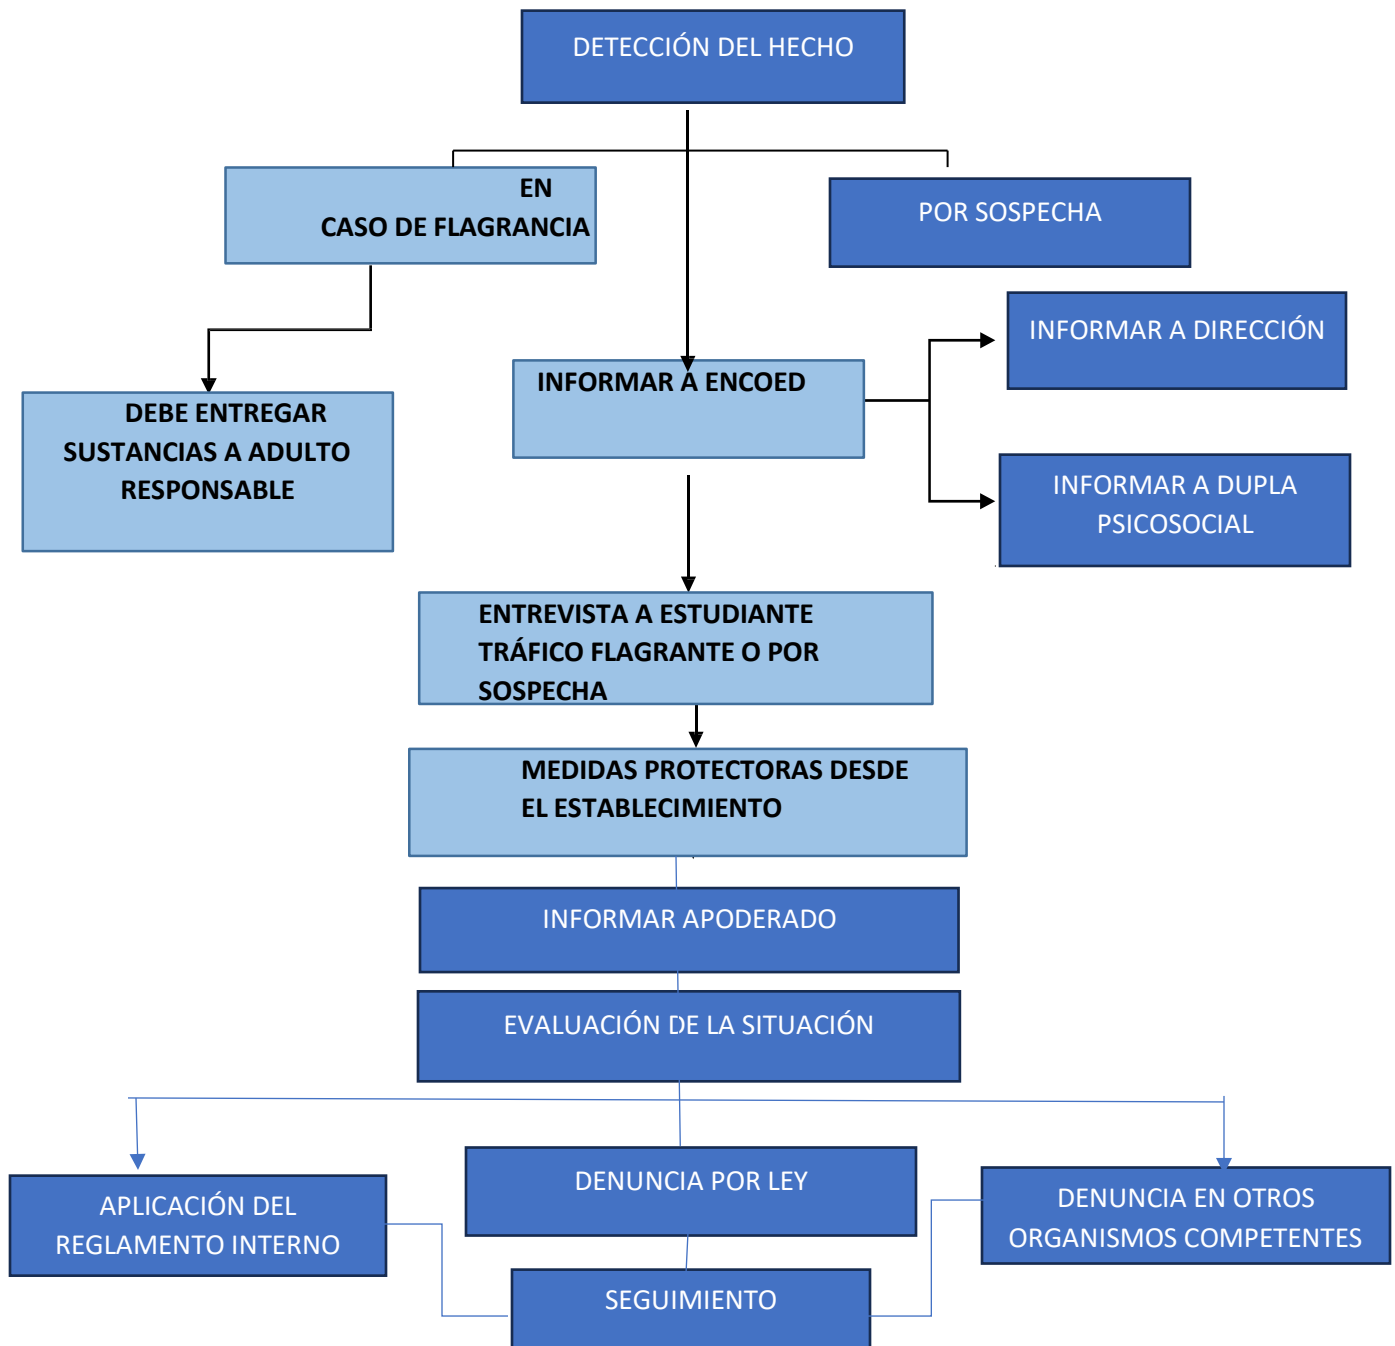 DETECCIÓN DEL HECHO
EN
CASO DE FLAGRANCIA
POR SOSPECHA
INFORMAR A DIRECCIÓN
INFORMAR A ENCOED
DEBE ENTREGAR
SUSTANCIAS A ADULTO
RESPONSABLE
INFORMAR A DUPLA
PSICOSOCIAL
ENTREVISTA A ESTUDIANTE
TRÁFICO FLAGRANTE O POR
SOSPECHA
MEDIDAS PROTECTORAS DESDE
EL ESTABLECIMIENTO
INFORMAR APODERADO
EVALUACIÓN DE LA SITUACIÓN
APLICACIÓN DEL
REGLAMENTO INTERNO
DENUNCIA POR LEY
DENUNCIA EN OTROS
ORGANISMOS COMPETENTES
SEGUIMIENTO